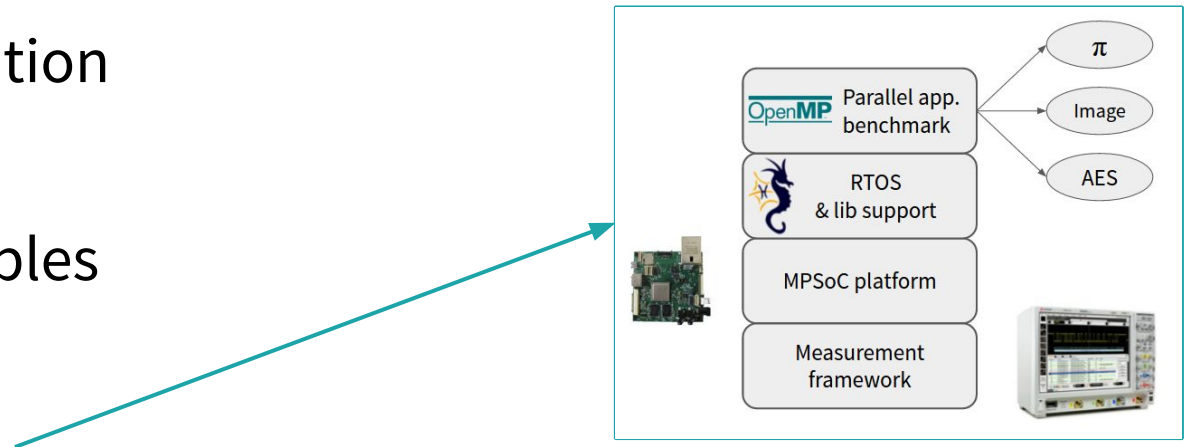 tion
ples
OpenMP
Parallel app.
benchmark
π
Image
AES
RTOS
& lib support
MPSoC platform
Measurement
framework